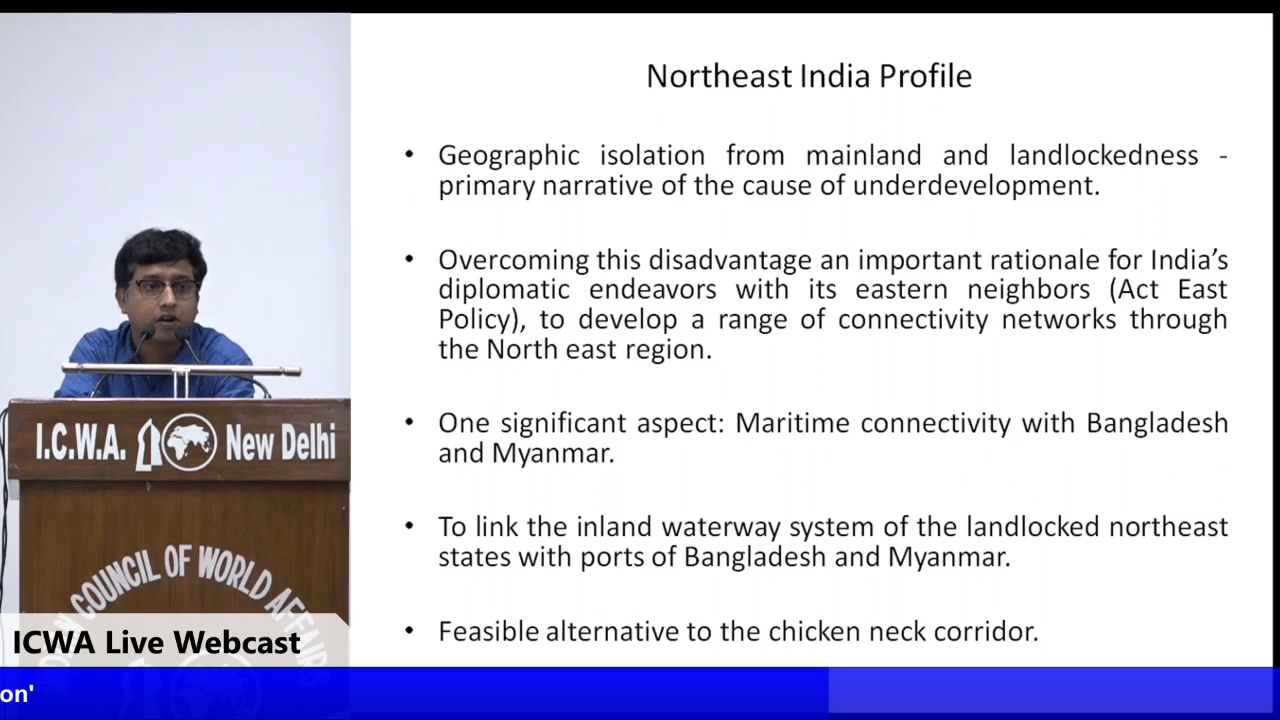 Northeast India Profile
• Geographic isolation from mainland and landlockedness -
primary narrative of the cause of underdevelopment.
• Overcoming this disadvantage an important rationale for India’s
diplomatic endeavors with its eastern neighbors (Act East
Policy), to develop a range of connectivity networks through
the North east region.
• One significant aspect: Maritime connectivity with Bangladesh
and Myanmar.
• To link the inland waterway system of the landlocked northeast
states with ports of Bangladesh and Myanmar.
• Feasible alternative to the chicken neck corridor.
I.C.W.A. New Delhi
COUNCIL OF WORLD AFFAIRS
ICWA Live Webcast
on'